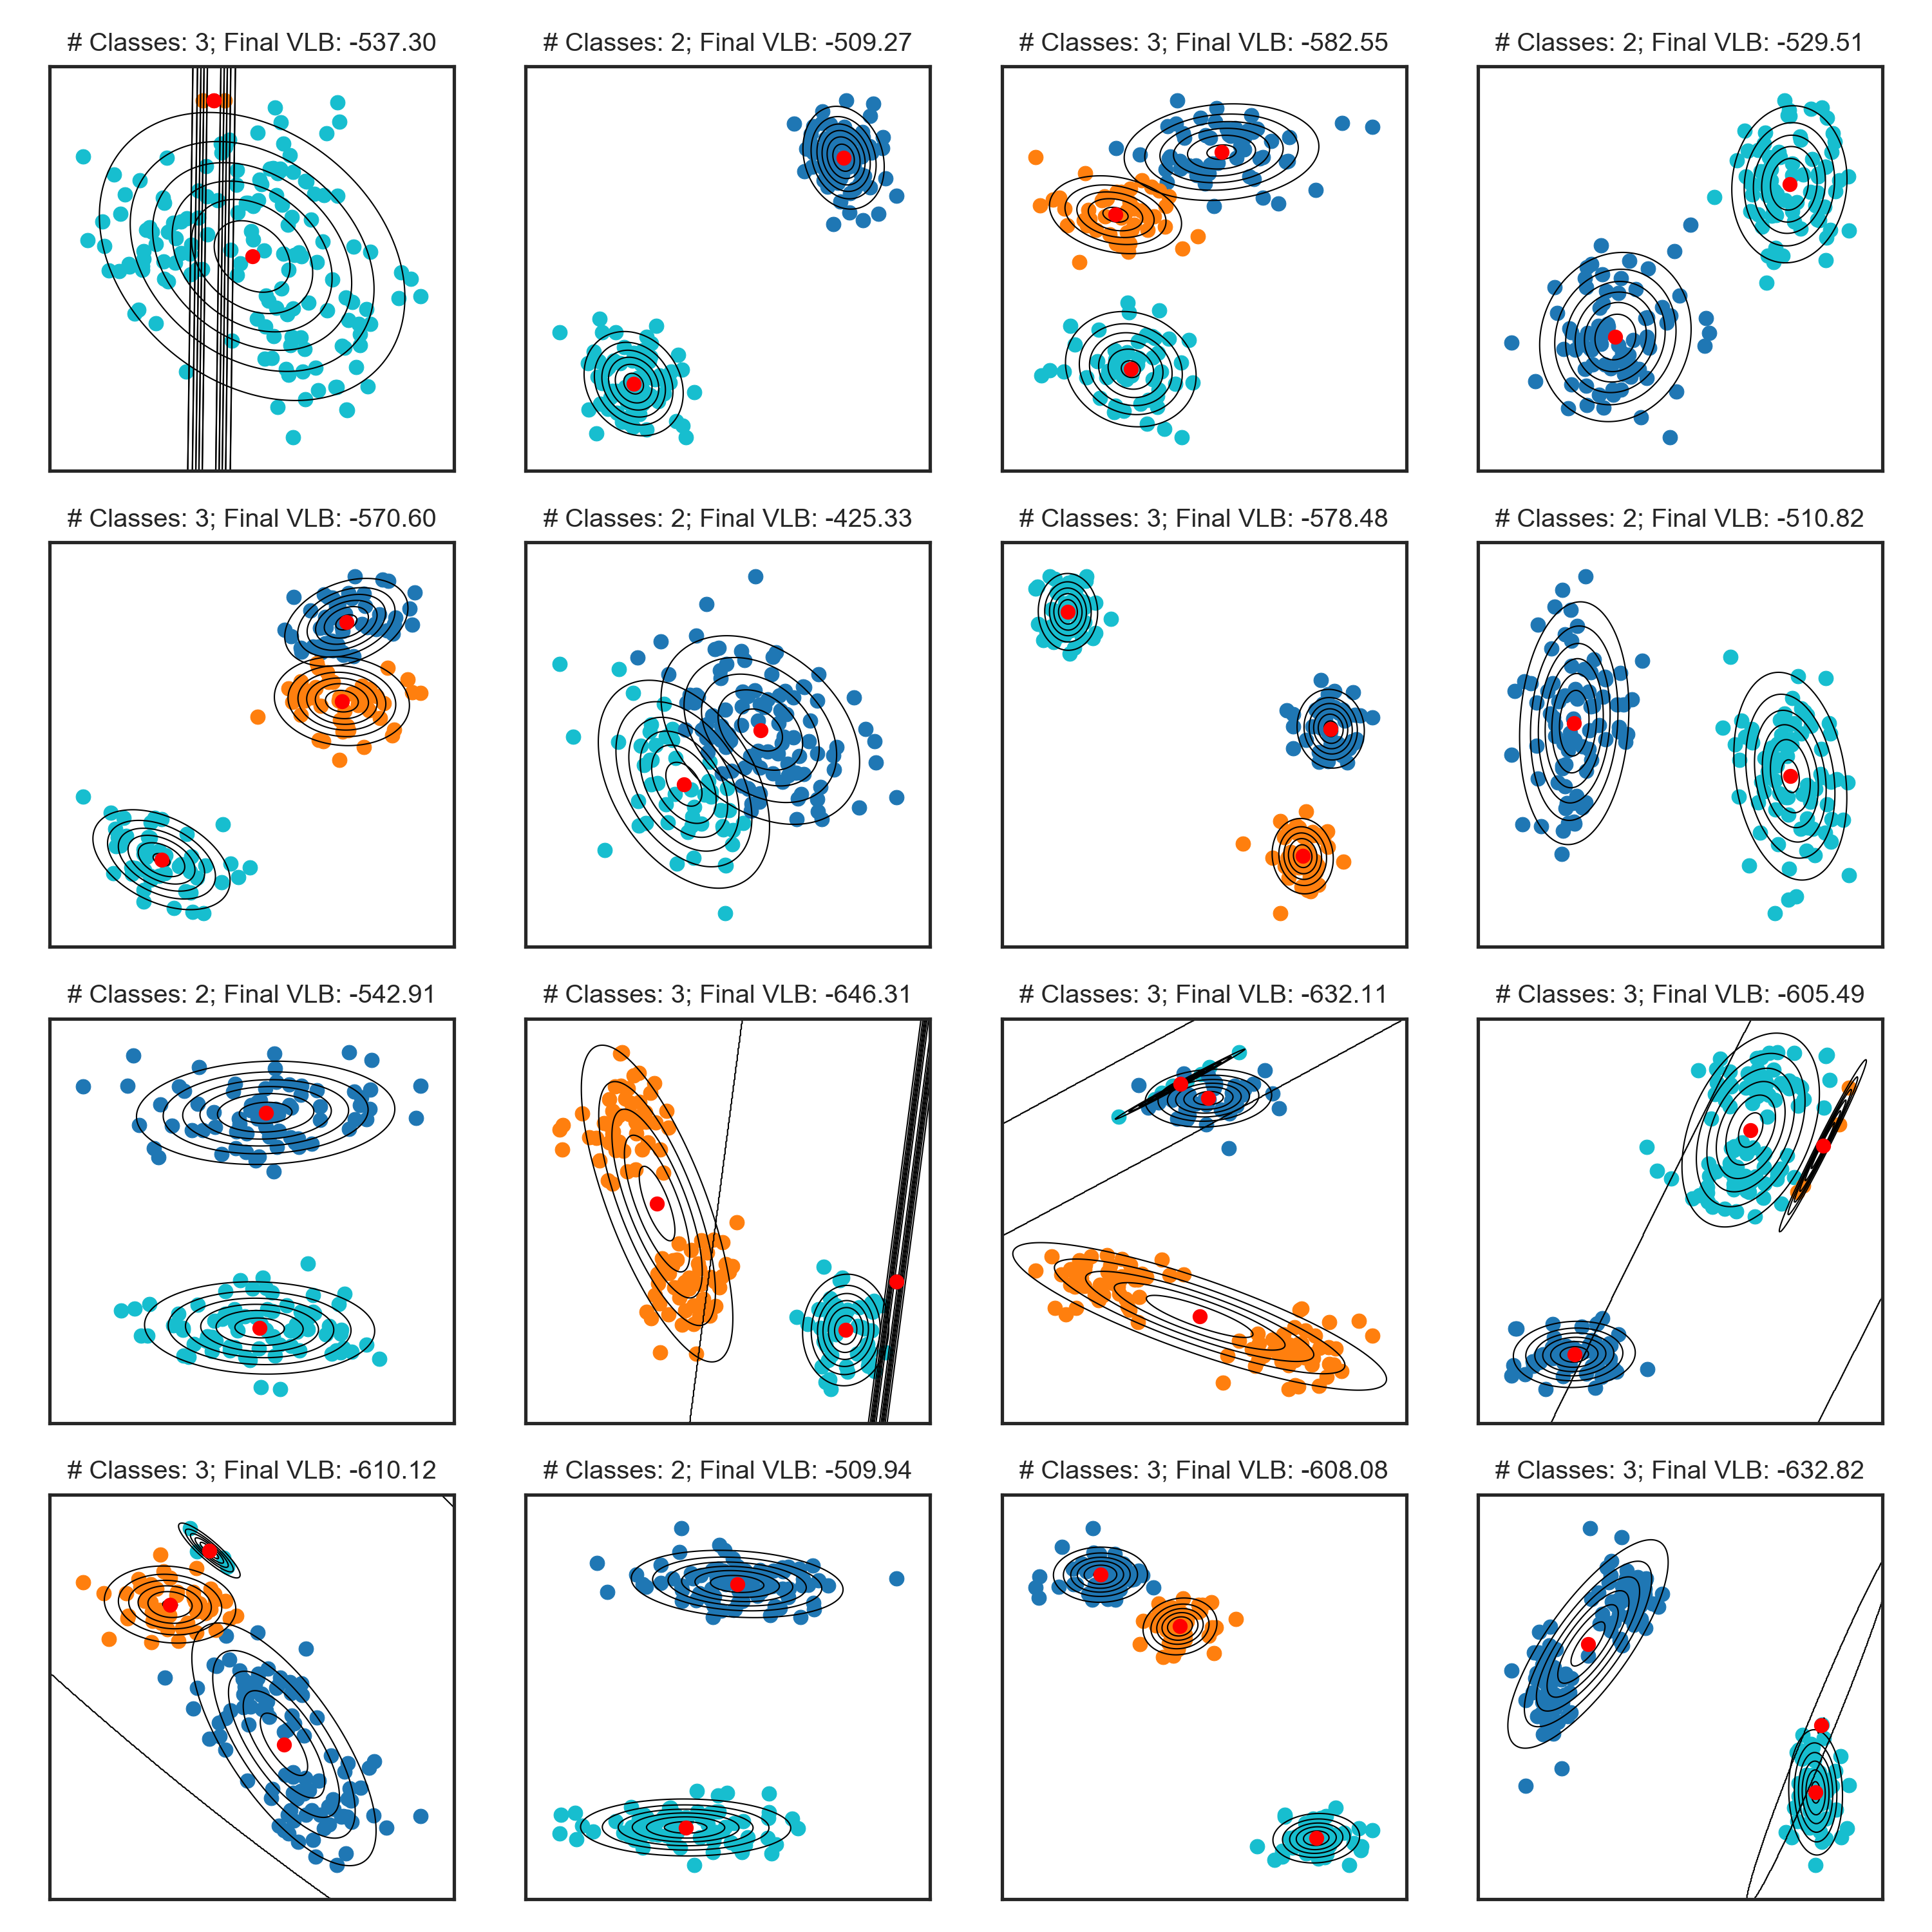 # Classes: 3; Final VLB: -537.30
# Classes: 2; Final VLB: -509.27
# Classes: 3; Final VLB: -582.55
# Classes: 2; Final VLB: -529.51
# Classes: 3; Final VLB: -570.60
# Classes: 2; Final VLB: -425.33
# Classes: 3; Final VLB: -578.48
# Classes: 2; Final VLB: -510.82
# Classes: 2; Final VLB: -542.91
# Classes: 3; Final VLB: -646.31
# Classes: 3; Final VLB: -632.11
# Classes: 3; Final VLB: -605.49
# Classes: 3; Final VLB: -610.12
# Classes: 2; Final VLB: -509.94
# Classes: 3; Final VLB: -608.08
# Classes: 3; Final VLB: -632.82